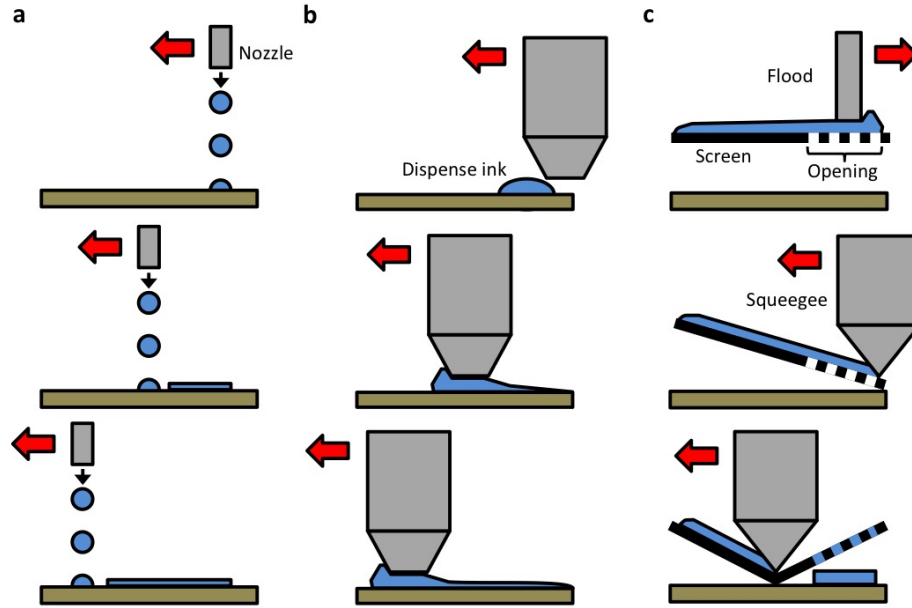 a
b
c
Nozzle
Dispense ink
Flood
Screen
Opening
Squeegee